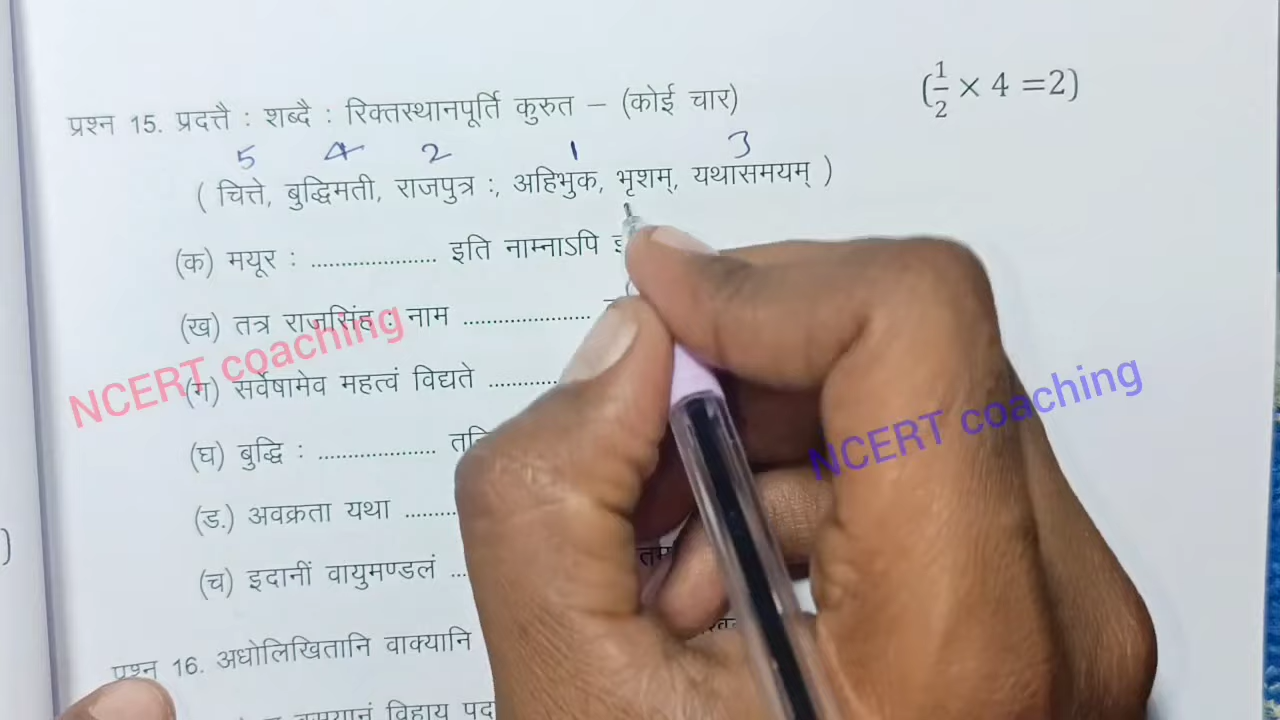 प्रश्न 15. प्रदत्तै : शब्दै : रिक्तस्थानपूर्ति कुरुत – (कोई चार) (1/2 × 4 =2)
5 4 2 1 3
( चित्ते, बुद्धिमती, राजपुत्र :, अहिभुक, भृशम्, यथासमयम् )
(क) मयूर : ..................... इति नाम्नाऽपि
(ख) तत्र राजसिंह : नाम .....................
(ग) सर्वेषामेव महत्वं विद्यते ............
(घ) बुद्धि : ....................
(ड.) अवक्रता यथा .........
(च) इदानीं वायुमण्डलं ...
प्रश्न 16. अधोलिखितानि वाक्यानि
विहाय
NCERT coaching
NCERT coaching